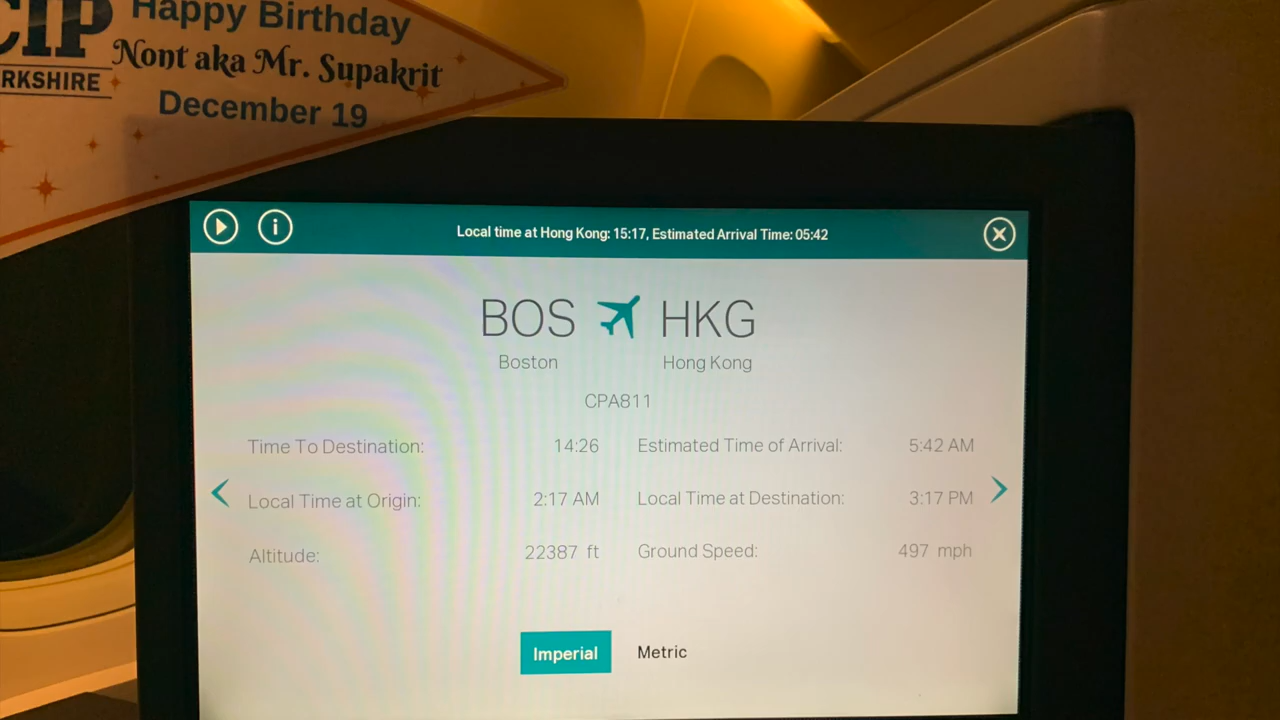 CIP
RKSHIRE
Happy Birthday
Nont aka Mr. Supakrit
December 19
i
Local time at Hong Kong: 15:17, Estimated Arrival Time: 05:42
BOS HKG
Boston Hong Kong
CPA811
Time To Destination: 14:26 Estimated Time of Arrival: 5:42 AM
Local Time at Origin: 2:17 AM Local Time at Destination: 3:17 PM
Altitude: 22387 ft Ground Speed: 497 mph
Imperial Metric